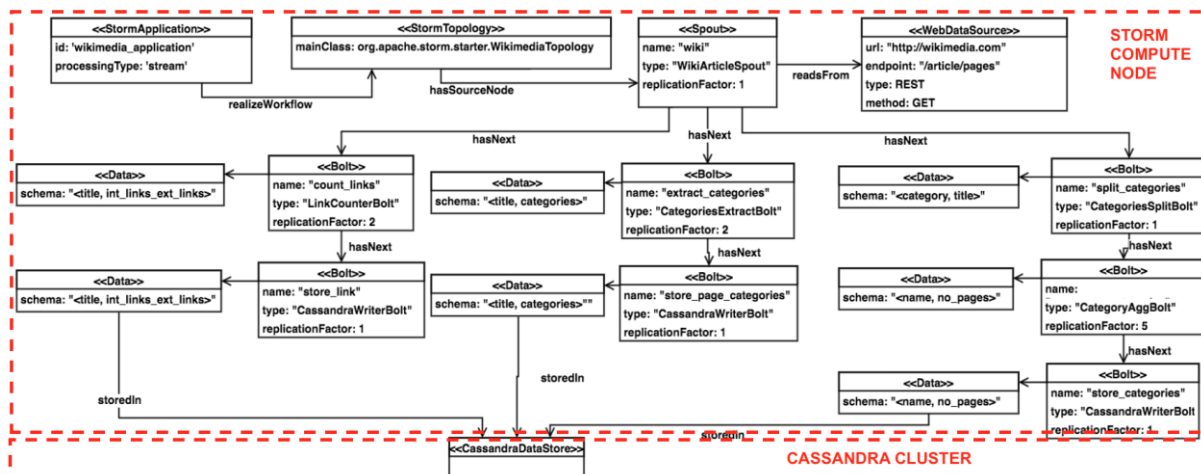 <<StormApplication>>
id: 'wikimedia_application'
processingType: 'stream'
<<StormTopology>>
mainClass: org.apache.storm.starter.WikimediaTopology
<<Spout>>
name: "wiki"
type: "WikiArticleSpout"
replicationFactor: 1
<<WebDataSource>>
url: "http://wikimedia.com"
endpoint: "/article/pages"
type: REST
method: GET
STORM
COMPUTE
NODE
realizeWorkflow
hasSourceNode
readsFrom
hasNext
hasNext
hasNext
<<Data>>
schema: "<title, int_links_ext_links>"
<<Bolt>>
name: "count_links"
type: "LinkCounterBolt"
replicationFactor: 2
<<Data>>
schema: "<title, categories>"
<<Bolt>>
name: "extract_categories"
type: "CategoriesExtractBolt"
replicationFactor: 2
<<Data>>
schema: "<category, title>"
<<Bolt>>
name: "split_categories"
type: "CategoriesSplitBolt"
replicationFactor: 1
hasNext
hasNext
hasNext
<<Data>>
schema: "<title, int_links_ext_links>"
<<Bolt>>
name: "store_link"
type: "CassandraWriterBolt"
replicationFactor: 1
<<Data>>
schema: "<title, categories>""
<<Bolt>>
name: "store_page_categories"
type: "CassandraWriterBolt"
replicationFactor: 1
<<Data>>
schema: "<name, no_pages>"
<<Bolt>>
name:
type: "CategoryAggBolt"
replicationFactor: 5
hasNext
<<Data>>
schema: "<name, no_pages>"
<<Bolt>>
name: "store_categories"
type: "CassandraWriterBolt
replicationFactor: 1
storedIn
storedIn
storedIn
<<CassandraDataStore>>
CASSANDRA CLUSTER